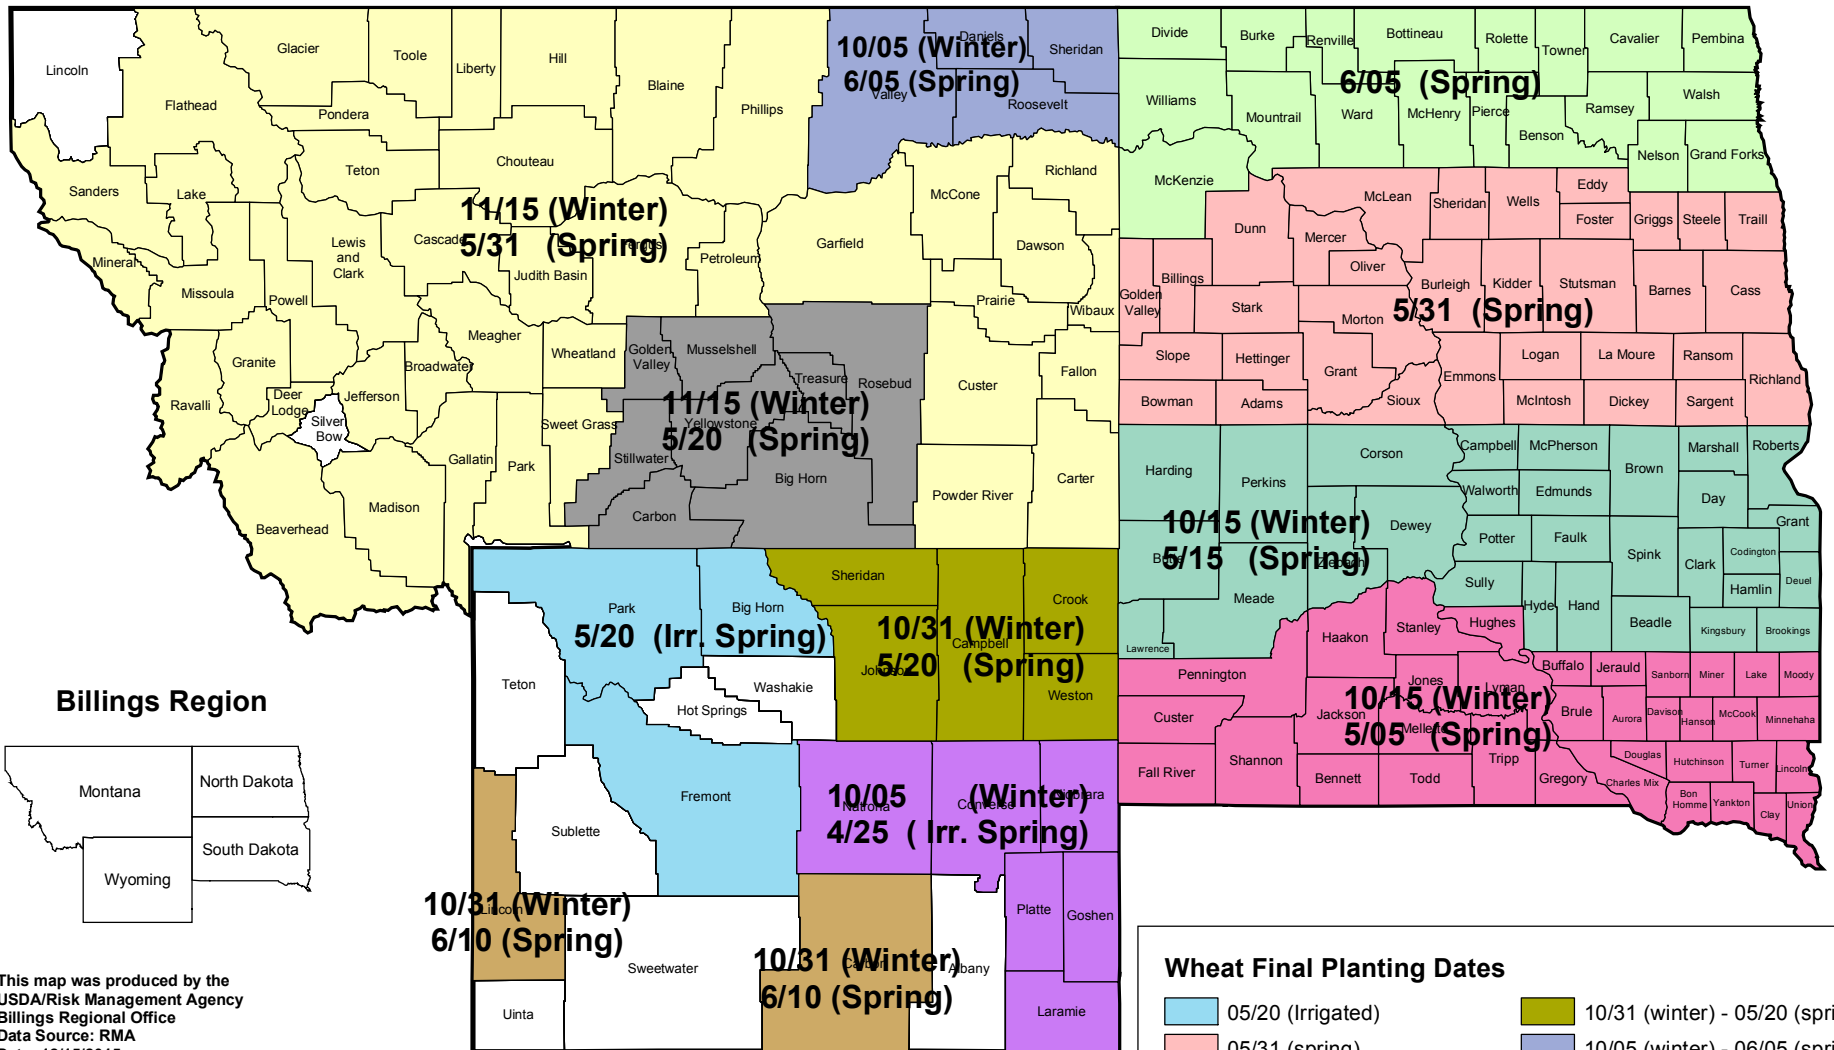 Lincoln
Flathead
Glacier
Toole
Liberty
Hill
Blaine
Phillips
Daniels
Sheridan
Valley
Roosevelt
10/05 (Winter)
6/05 (Spring)
Pondera
Teton
Chouteau
Sanders
Lake
Mineral
Missoula
Powell
Lewis
and
Clark
Cascade
Judith Basin
Fergus
Petroleum
Garfield
McCone
Richland
Dawson
Prairie
Wibaux
11/15 (Winter)
5/31 (Spring)
Ravalli
Granite
Deer
Lodge
Silver
Bow
Jefferson
Broadwater
Meagher
Wheatland
Sweet Grass
Gallatin
Park
Madison
Beaverhead
Custer
Fallon
Powder River
Carter
Golden
Valley
Musselshell
Treasure
Rosebud
Yellowstone
Stillwater
Carbon
Big Horn
11/15 (Winter)
5/20 (Spring)
Divide
Burke
Renville
Bottineau
Rolette
Towner
Cavalier
Pembina
Williams
Mountrail
Ward
McHenry
Pierce
Benson
Ramsey
Walsh
Nelson
Grand Forks
McKenzie
6/05 (Spring)
McLean
Sheridan
Wells
Eddy
Foster
Griggs
Steele
Traill
Dunn
Mercer
Oliver
Golden
Valley
Billings
Stark
Morton
Burleigh
Kidder
Stutsman
Barnes
Cass
Slope
Hettinger
Grant
Bowman
Adams
Sioux
Emmons
Logan
La Moure
Ransom
Richland
McIntosh
Dickey
Sargent
5/31 (Spring)
Harding
Perkins
Corson
Campbell
McPherson
Brown
Marshall
Roberts
Walworth
Edmunds
Day
Grant
Dewey
Potter
Faulk
Spink
Clark
Codington
Hamlin
Deuel
Butte
Ziebach
Meade
Lawrence
Sully
Hyde
Hand
Beadle
Kingsbury
Brookings
10/15 (Winter)
5/15 (Spring)
Pennington
Haakon
Stanley
Hughes
Jones
Lyman
Buffalo
Jerauld
Sanborn
Miner
Lake
Moody
Custer
Jackson
Mellette
Brule
Aurora
Davison
Hanson
McCook
Minnehaha
Fall River
Shannon
Bennett
Todd
Tripp
Gregory
Charles Mix
Douglas
Hutchinson
Turner
Lincoln
Bon
Homme
Yankton
Clay
Union
10/15 (Winter)
5/05 (Spring)
Park
Big Horn
5/20 (Irr. Spring)
Teton
Washakie
Hot Springs
Fremont
Sublette
Sheridan
Johnson
Campbell
Crook
Weston
10/31 (Winter)
5/20 (Spring)
Natrona
Converse
Niobrara
10/05 (Winter)
4/25 ( Irr. Spring)
Platte
Goshen
Laramie
Lincoln
10/31 (Winter)
6/10 (Spring)
Uinta
Sweetwater
Carbon
10/31 (Winter)
6/10 (Spring)
Albany
Billings Region
Montana
North Dakota
South Dakota
Wyoming
This map was produced by the
USDA/Risk Management Agency
Billings Regional Office
Data Source: RMA
Wheat Final Planting Dates
05/20 (Irrigated)
10/31 (winter) - 05/20 (spri
05/31 (spring)
10/05 (winter) - 06/05 (spri